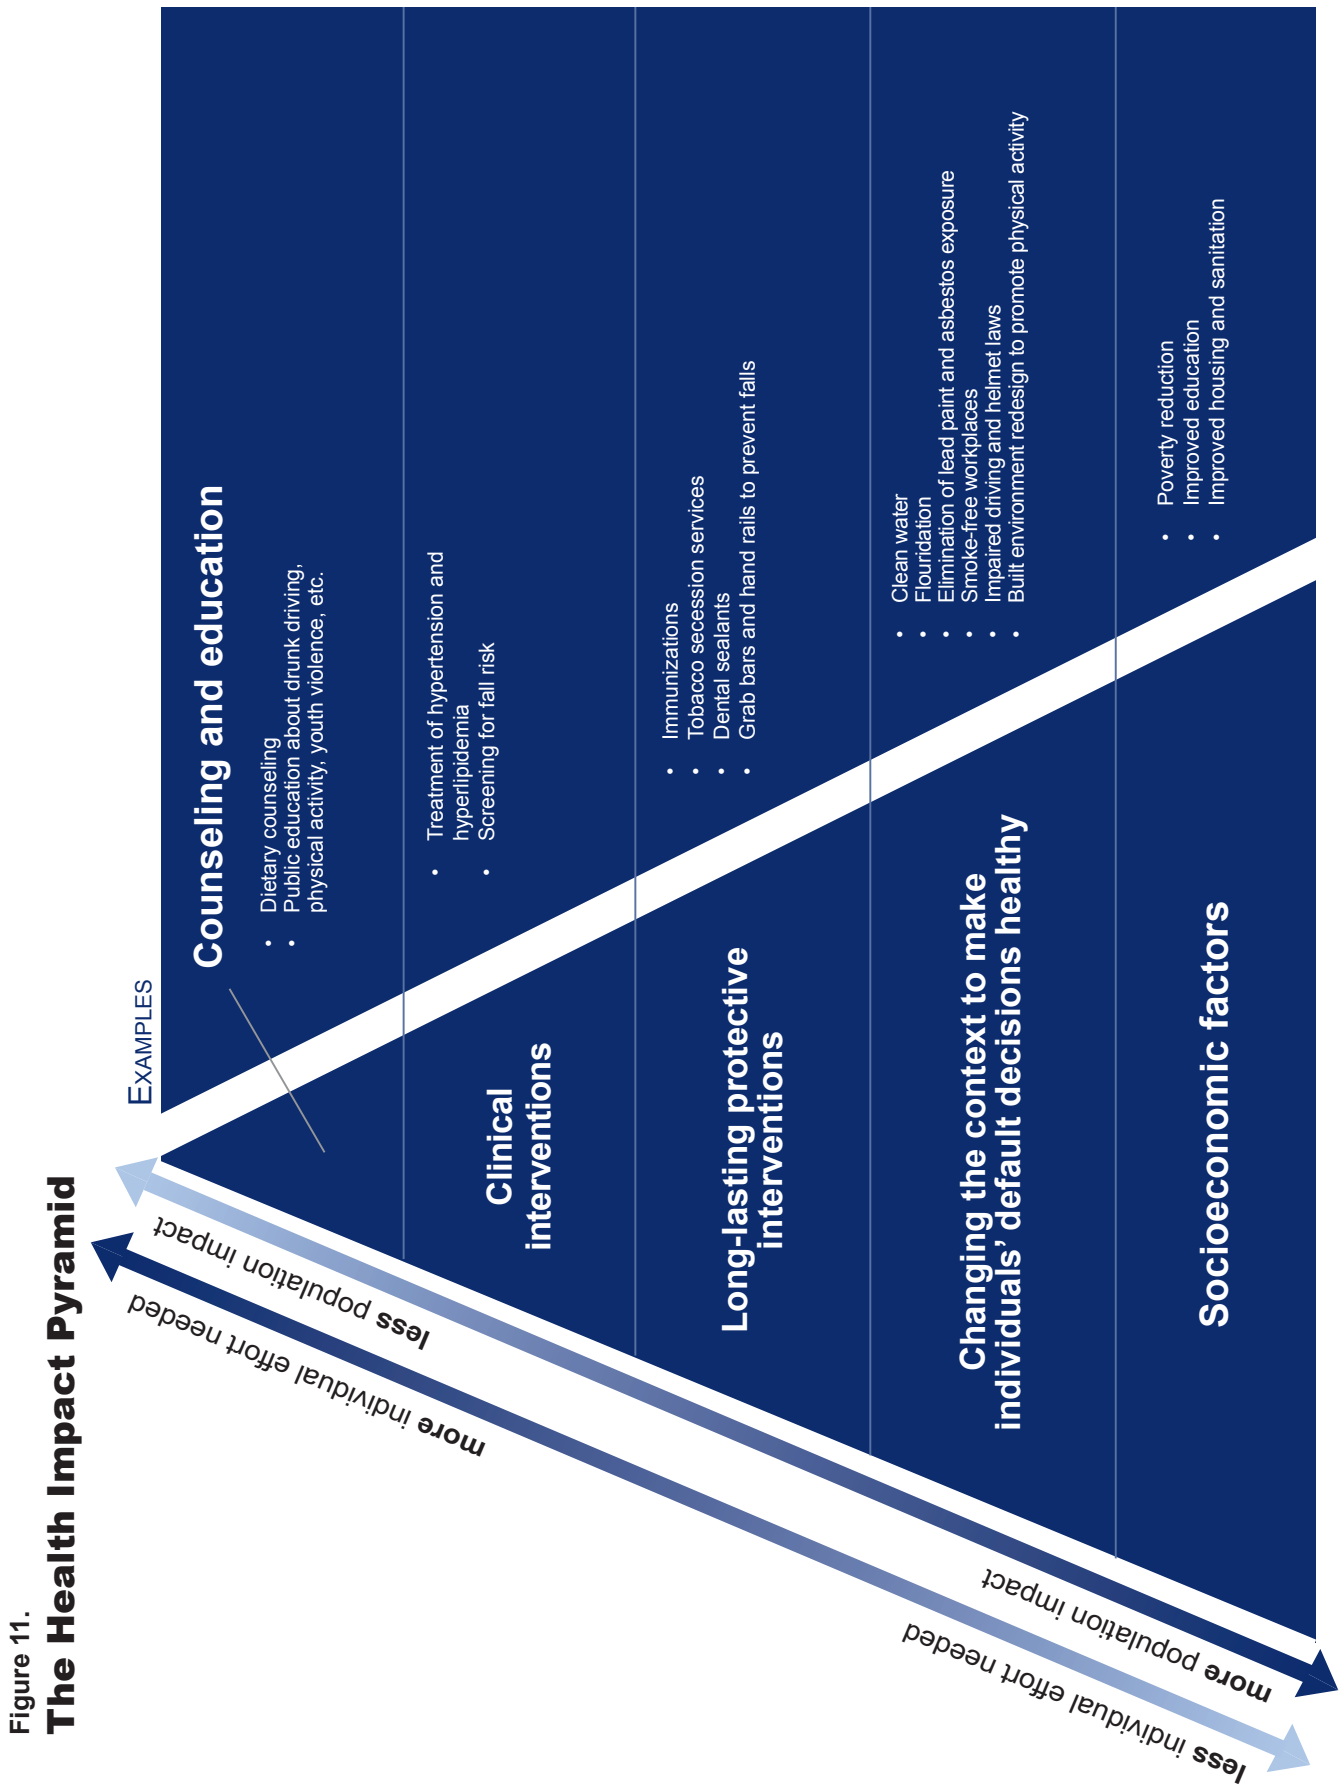 Figure 11.
The Health Impact Pyramid
EXAMPLES
less population impact
more individual effort needed
Counseling and education
• Dietary counseling
• Public education about drunk driving,
physical activity, youth violence, etc.
Clinical
interventions
• Treatment of hypertension and
hyperlipidemia
• Screening for fall risk
Long-lasting protective
interventions
• Immunizations
• Tobacco secession services
• Dental sealants
• Grab bars and hand rails to prevent falls
Changing the context to make
individuals’ default decisions healthy
• Clean water
• Flouridation
• Elimination of lead paint and asbestos exposure
• Smoke-free workplaces
• Impaired driving and helmet laws
• Built environment redesign to promote physical activity
Socioeconomic factors
• Poverty reduction
• Improved education
• Improved housing and sanitation
more population impact
less individual effort needed